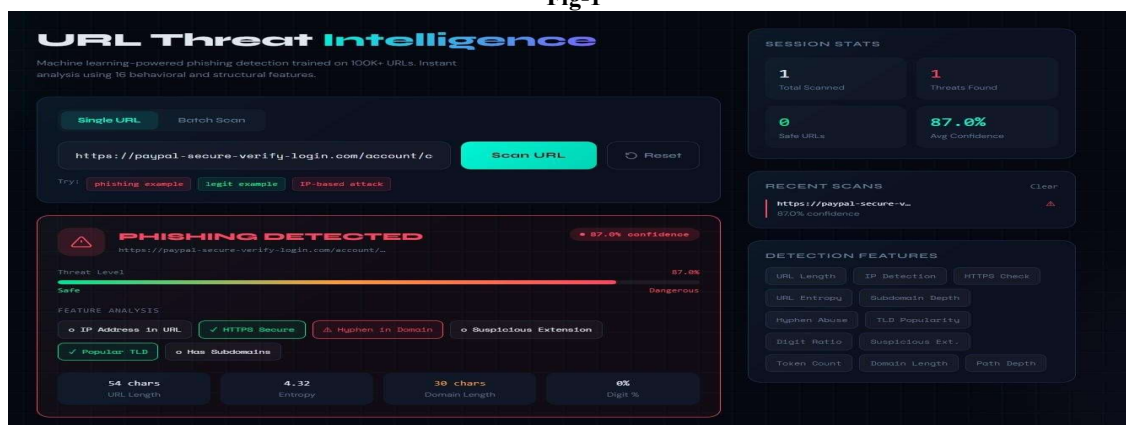 Fig-1
URL Threat Intelligence
Machine learning-powered phishing detection trained on 100K+ URLs. Instant
analysis using 16 behavioral and structural features.
Single URL
Batch Scan
https://paypal-secure-verify-login.com/account/c
Scan URL
Reset
Try:
phishing example
legit example
IP-based attack
PHISHING DETECTED
https://paypal-secure-verify-login.com/account/…
87.0% confidence
Threat Level
87.0%
Safe
Dangerous
FEATURE ANALYSIS
o IP Address in URL
✓ HTTPS Secure
⚠ Hyphen in Domain
o Suspicious Extension
✓ Popular TLD
o Has Subdomains
54 chars
URL Length
4.32
Entropy
30 chars
Domain Length
0%
Digit %
SESSION STATS
1
Total Scanned
1
Threats Found
0
Safe URLs
87.0%
Avg Confidence
RECENT SCANS
Clear
https://paypal-secure-v…
87.0% confidence
DETECTION FEATURES
URL Length
IP Detection
HTTPS Check
URL Entropy
Subdomain Depth
Hyphen Abuse
TLD Popularity
Digit Ratio
Suspicious Ext.
Token Count
Domain Length
Path Depth